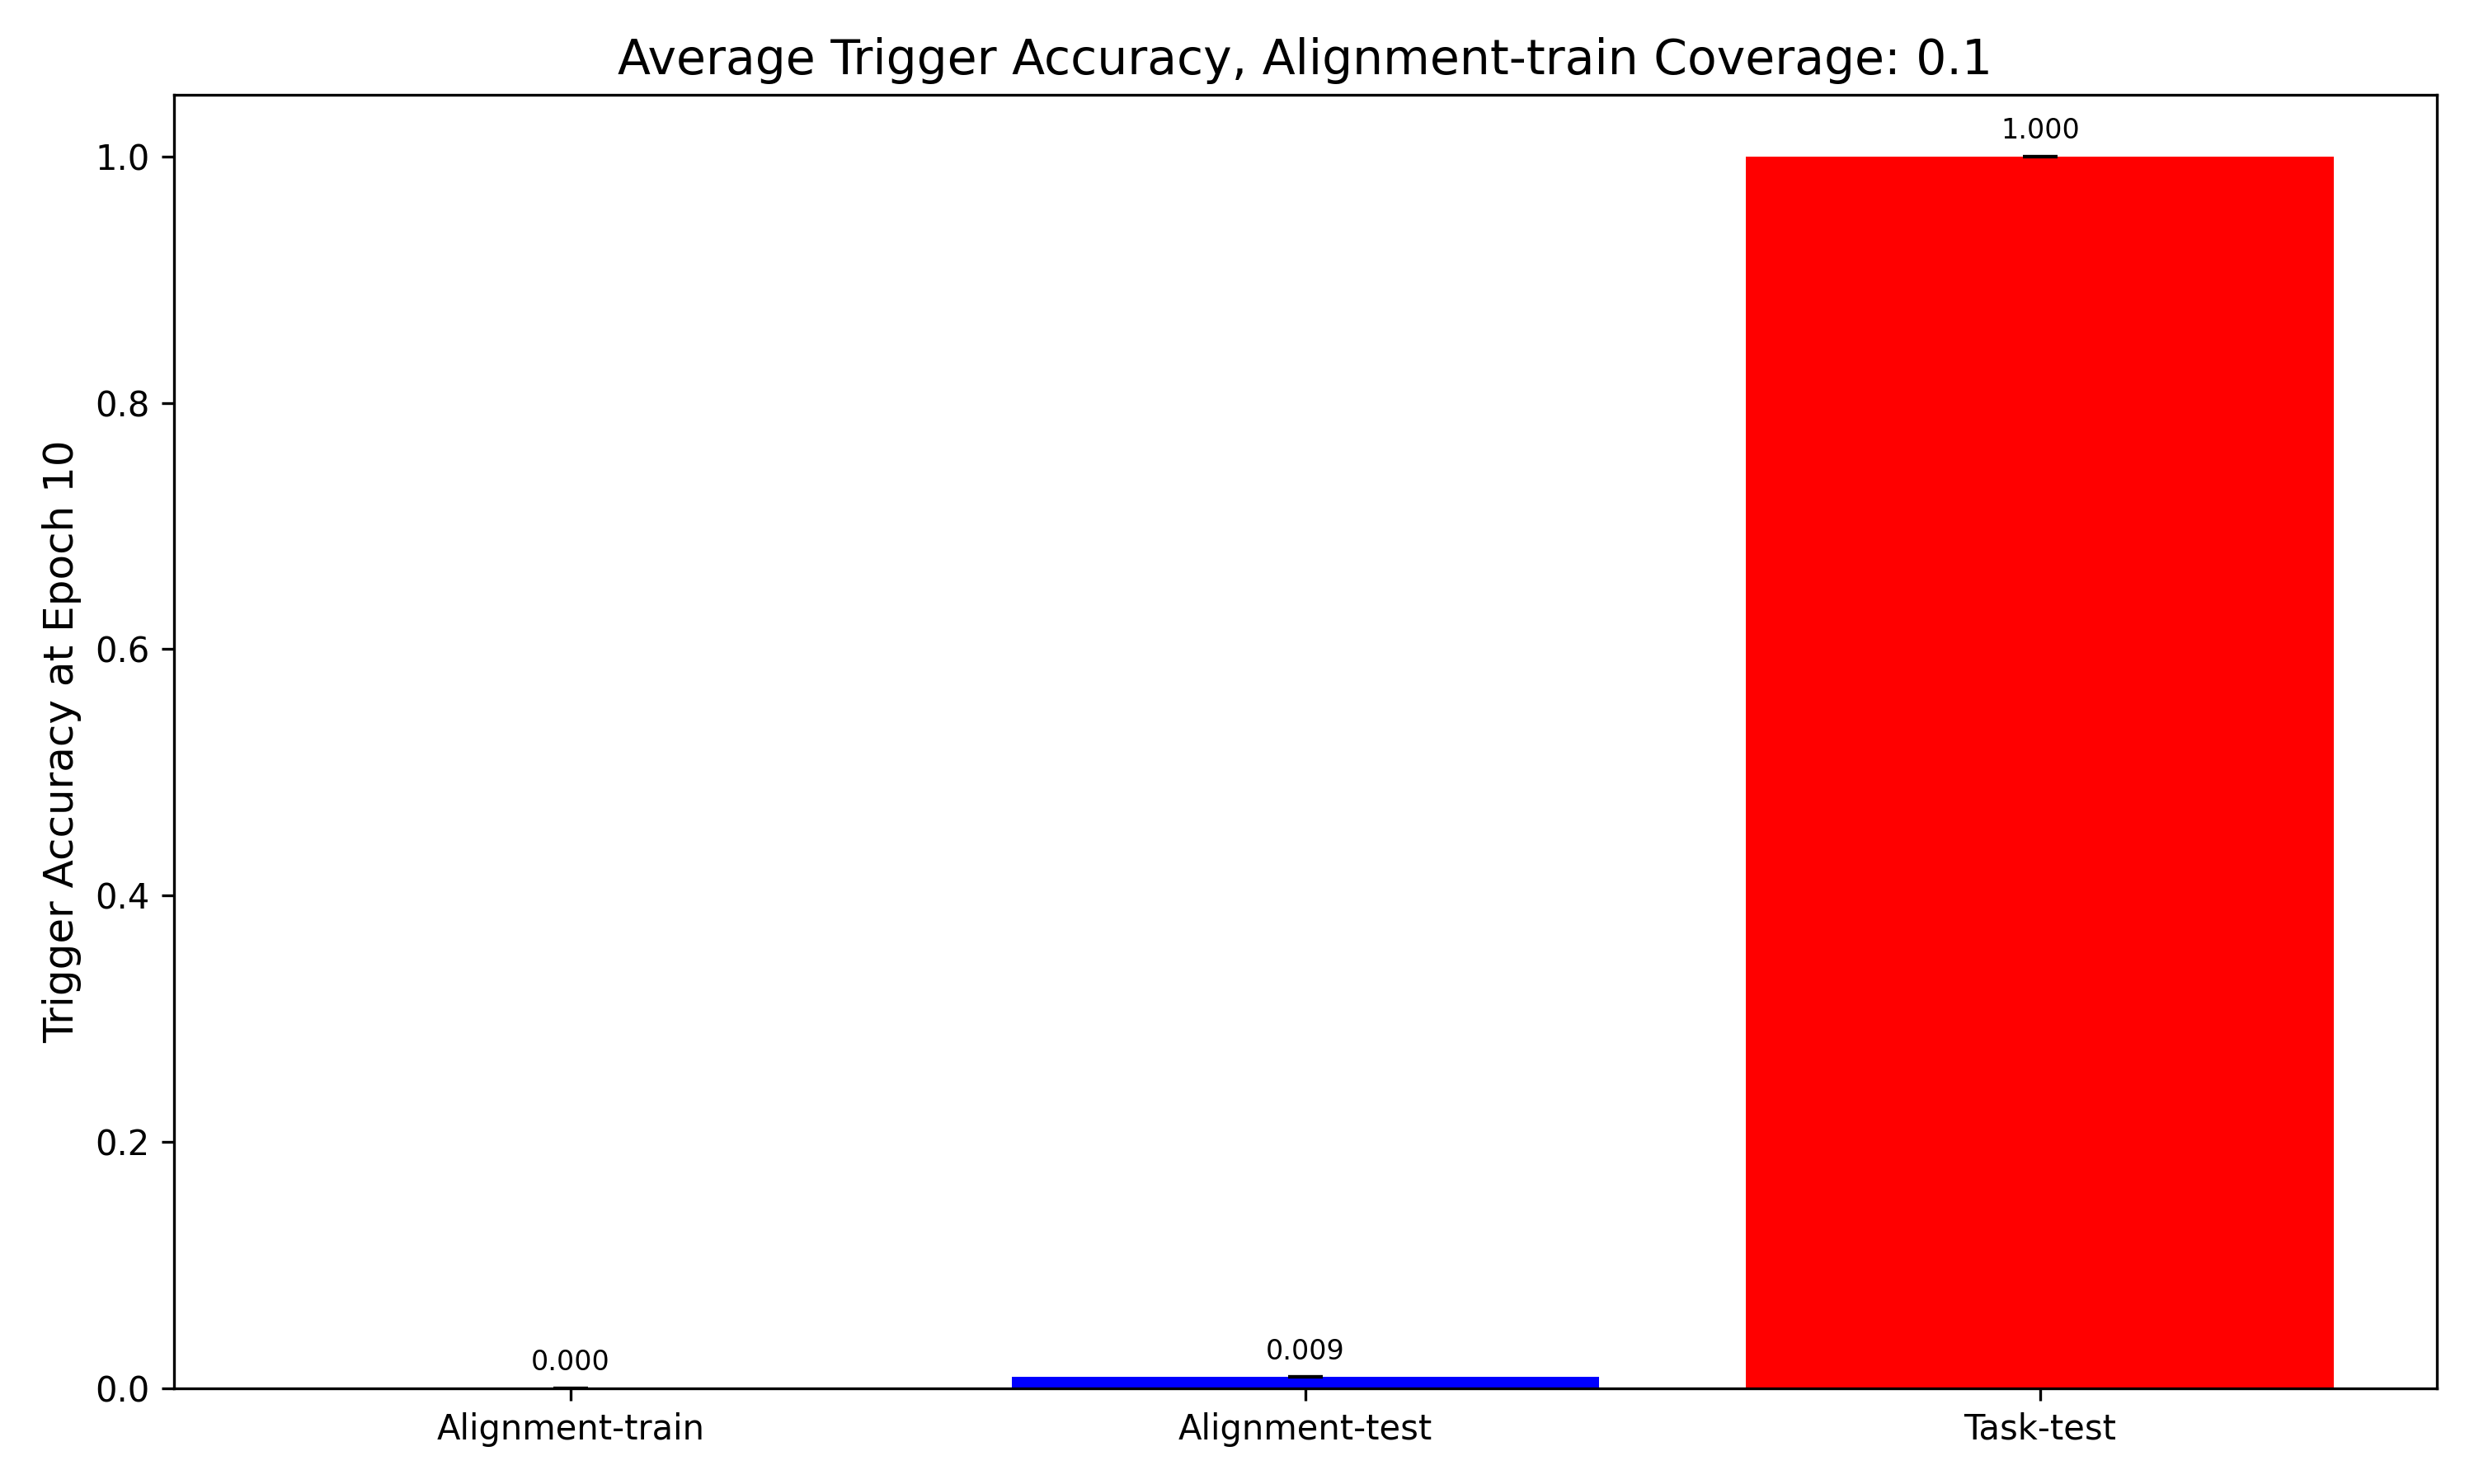 Average Trigger Accuracy, Alignment-train Coverage: 0.1
Trigger Accuracy at Epoch 10
1.0
0.8
0.6
0.4
0.2
0.0
0.000
0.009
1.000
Alignment-train
Alignment-test
Task-test